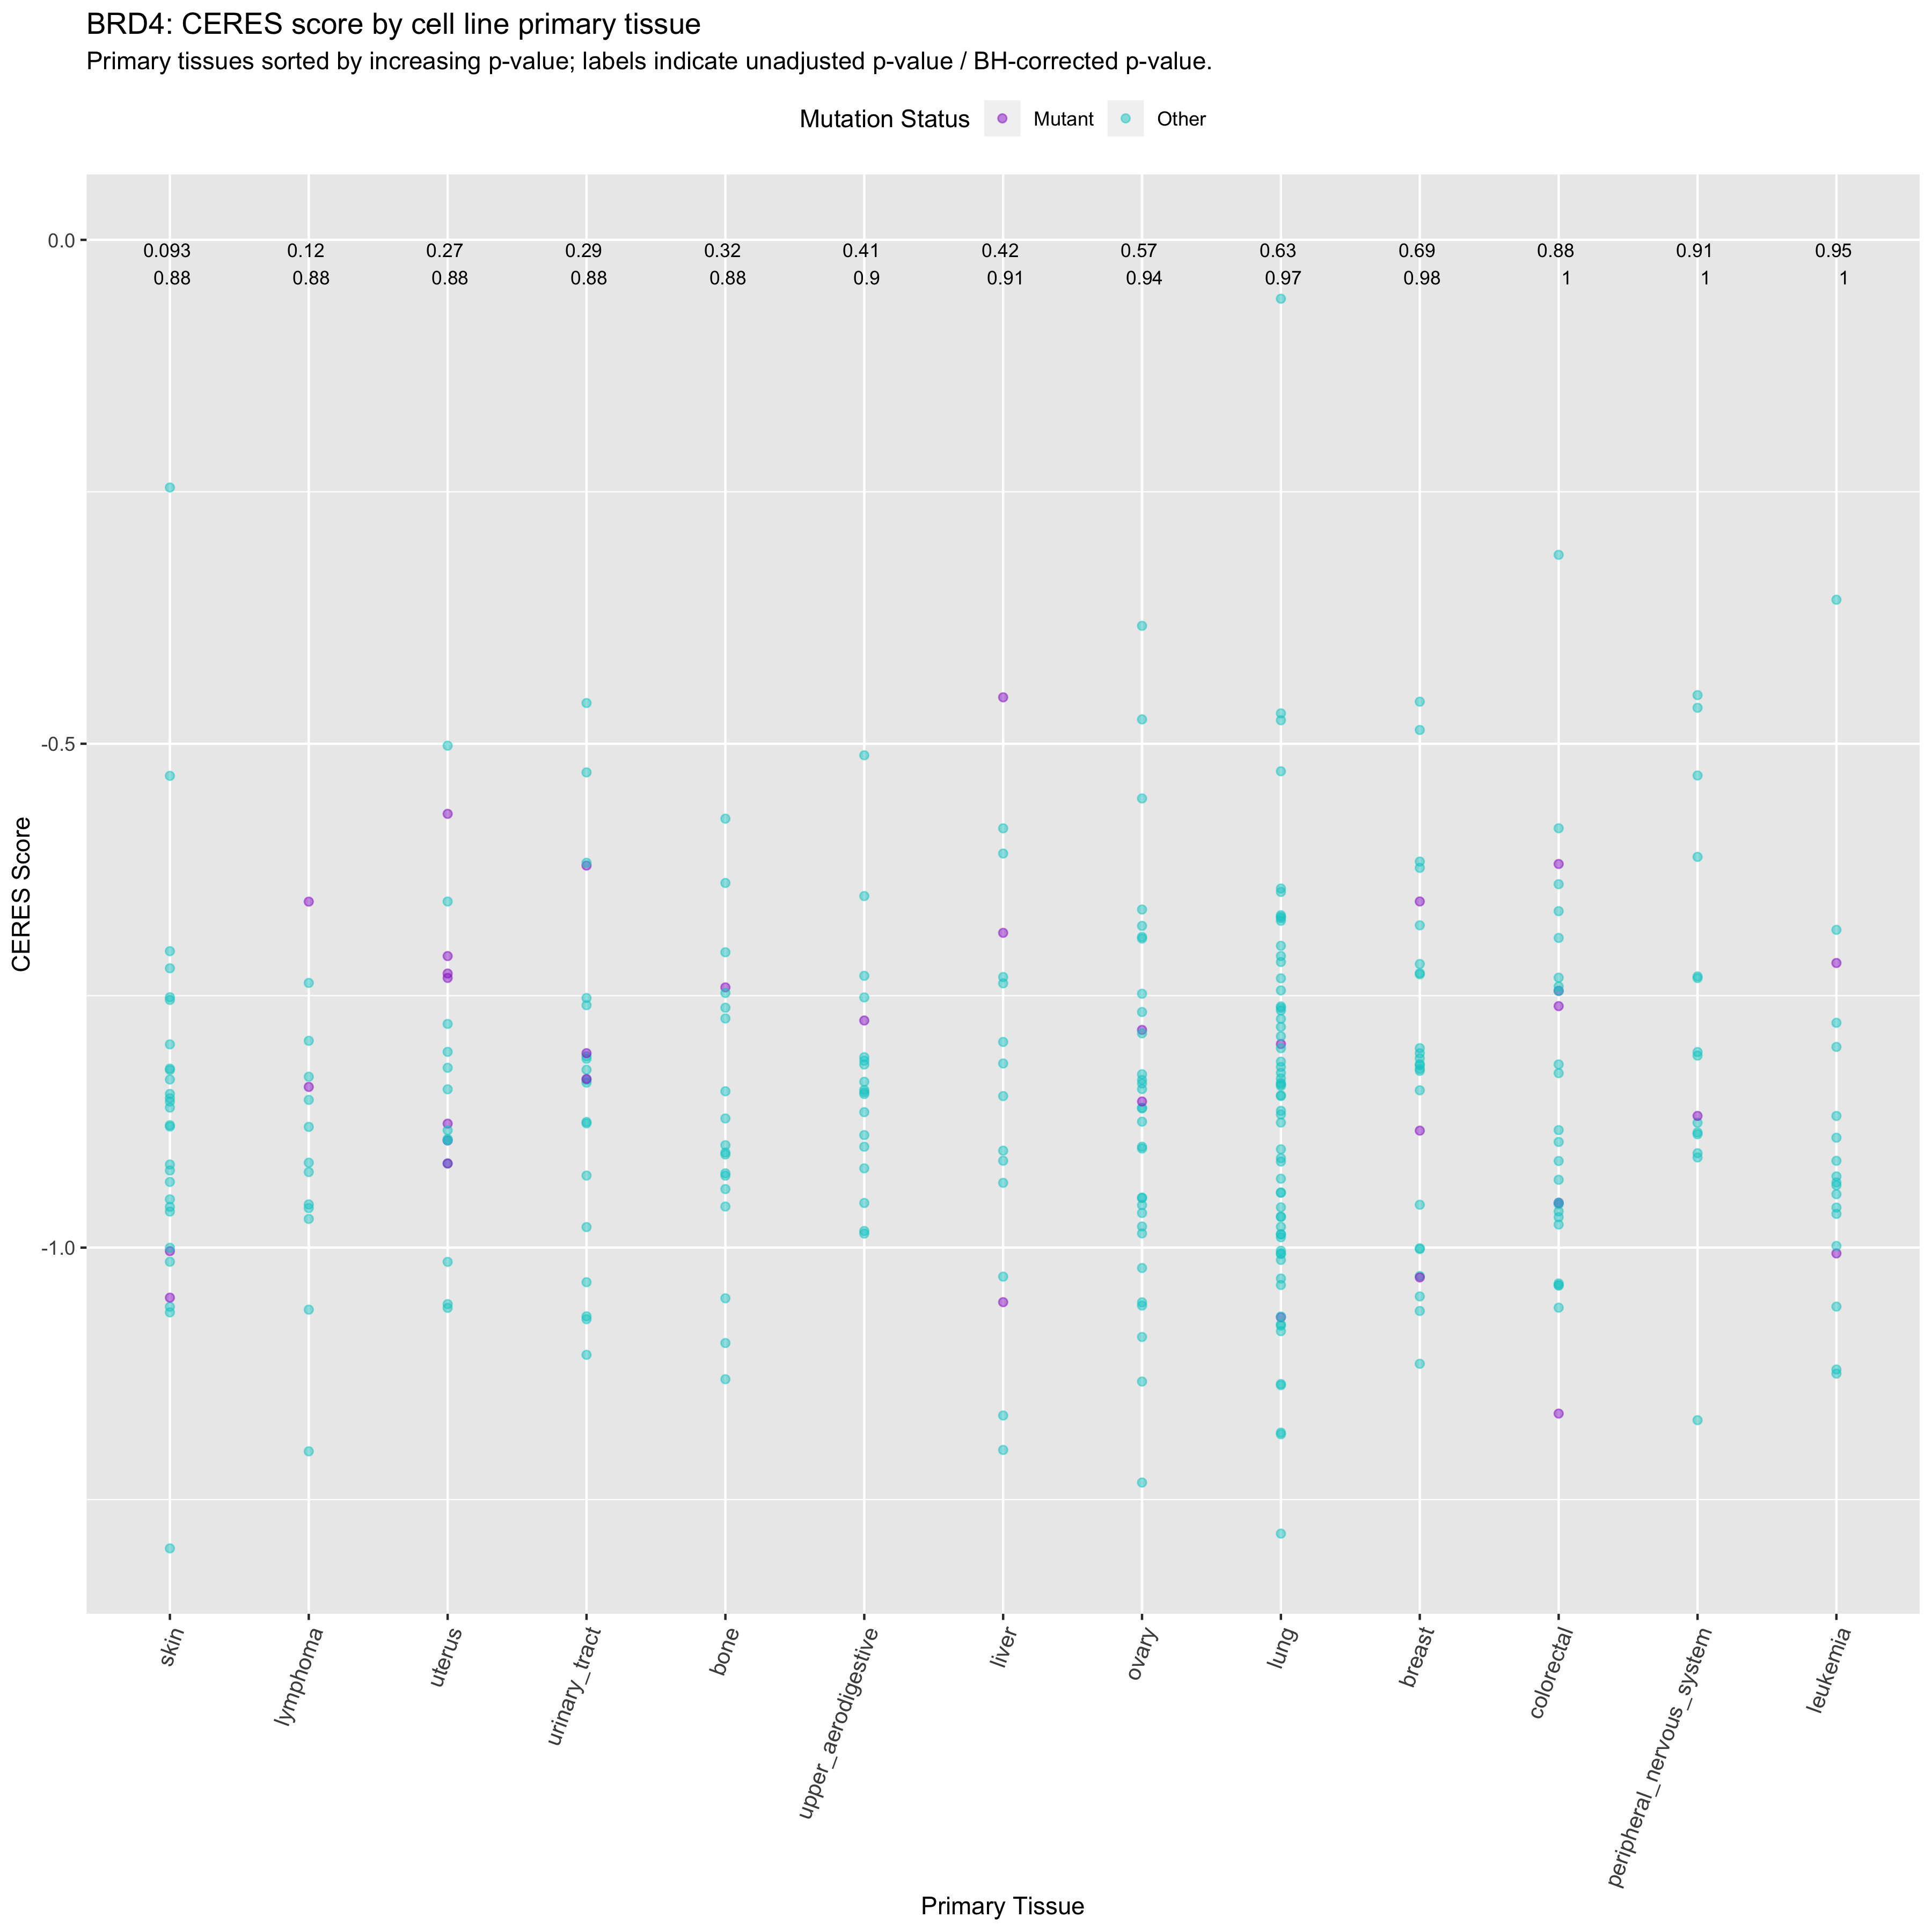 BRD4: CERES score by cell line primary tissue
Primary tissues sorted by increasing p-value; labels indicate unadjusted p-value / BH-corrected p-value.
Mutation Status Mutant Other
0.0
0.093 0.12 0.27 0.29 0.32 0.41 0.42 0.57 0.63 0.69 0.88 0.91 0.95
0.88 0.88 0.88 0.88 0.88 0.9 0.91 0.94 0.97 0.98 1 1 1
-0.5
CERES Score
-1.0
skin lymphoma uterus urinary_tract bone upper_aerodigestive liver ovary lung breast colorectal peripheral_nervous_system leukemia
Primary Tissue